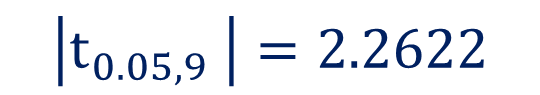 |t₀.₀₅,₉ | = 2.2622